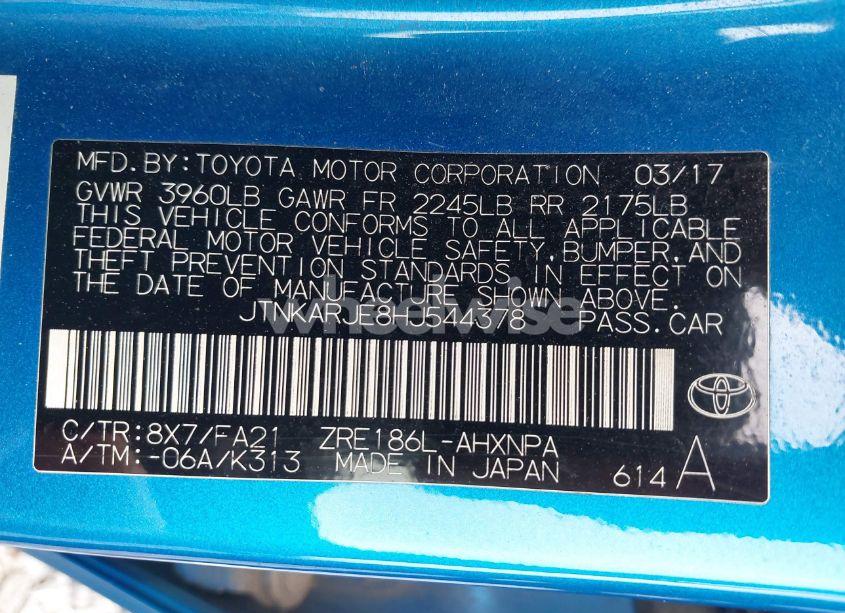 MFD.BY:TOYOTA MOTOR CORPORATION 03/17
GVWR 3960LB GAWR FR 2245LB RR 2175LB
THIS VEHICLE CONFORMS TO ALL APPLICABLE
FEDERAL MOTOR VEHICLE SAFETY,BUMPER,AND
THEFT PREVENTION STANDARDS IN EFFECT ON
THE DATE OF MANUFACTURE SHOWN ABOVE.
JTNKARJE8HJ544378 PASS.CAR
wheelwise
C/TR:8X7/FA21 ZRE186L-AHXNPA
A/TM:-06A/K313 MADE IN JAPAN 614A